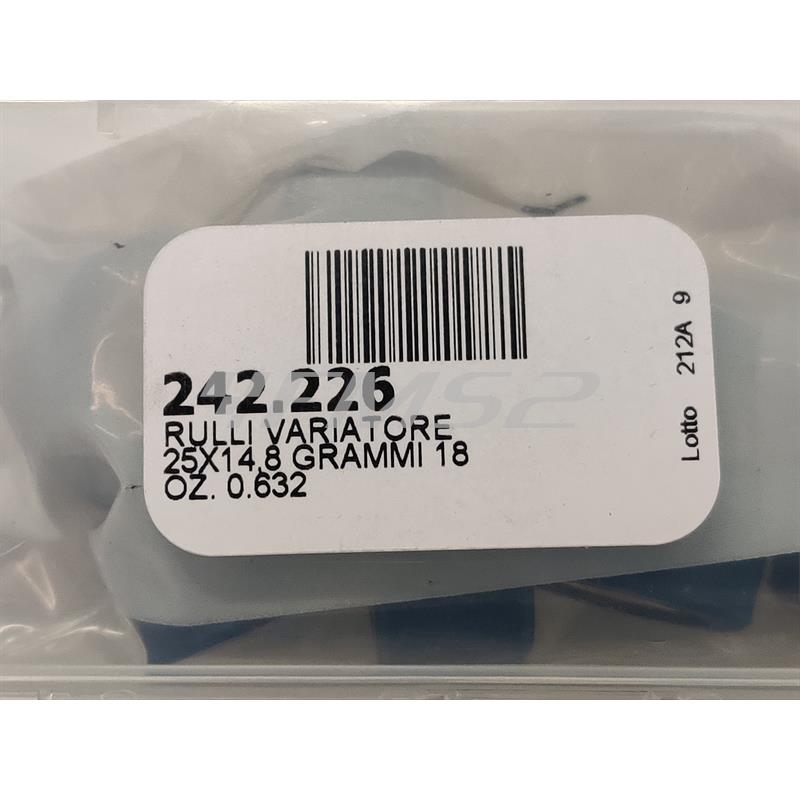 242.226
RULLI VARIATORE
25X14,8 GRAMMI 18
OZ. 0.632
Lotto 212A 9